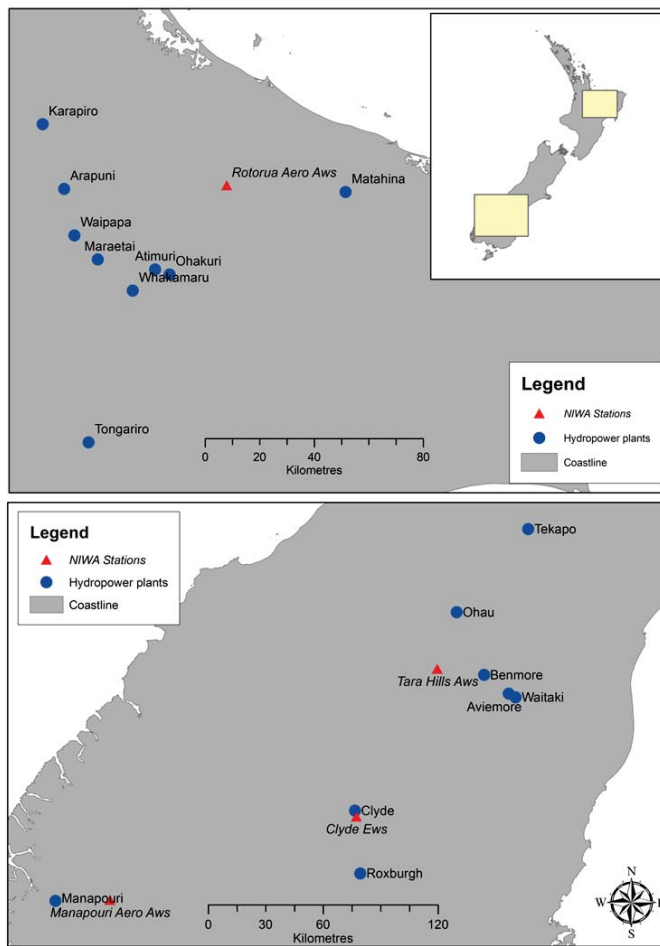 Karapiro
Arapuni
Rotorua Aero Aws
Matahina
Waipapa
Maraetai
Atimuri
Ohakuri
Whakamaru
Tongariro
0 20 40 60 80
Kilometres
Legend
NIWA Stations
Hydropower plants
Coastline
Legend
NIWA Stations
Hydropower plants
Coastline
Tekapo
Ohau
Benmore
Tara Hills Aws
Waitaki
Aviemore
Clyde
Clyde Ews
Roxburgh
Manapouri
Manapouri Aero Aws
0 30 60 120
Kilometres
N
W E
S